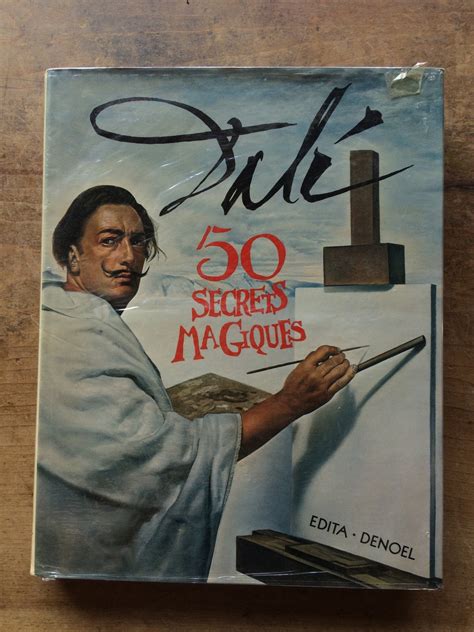 Dalí
50
SECRETS
MAGIQUES
EDITA · DENOEL